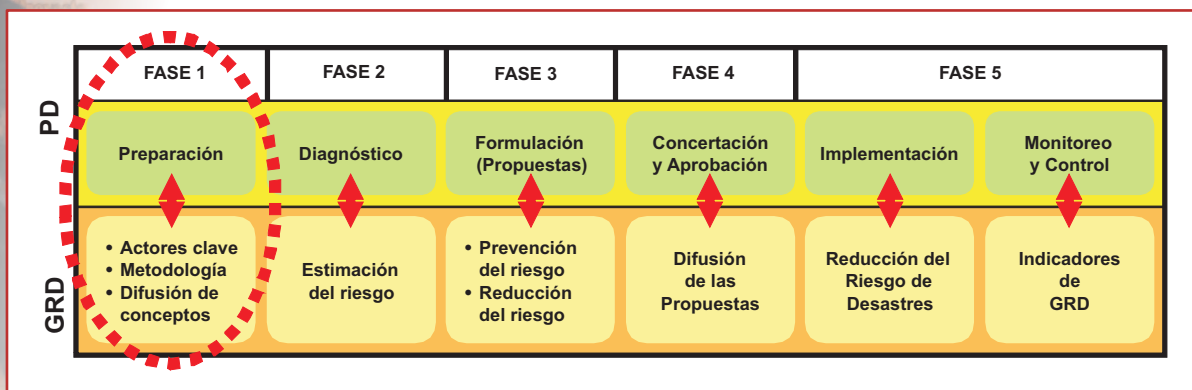 FASE 1
FASE 2
FASE 3
FASE 4
FASE 5
PD
Preparación
Diagnóstico
Formulación
(Propuestas)
Concertación
y Aprobación
Implementación
Monitoreo
y Control
GRD
• Actores clave
• Metodología
• Difusión de
conceptos
Estimación
del riesgo
• Prevención
del riesgo
• Reducción
del riesgo
Difusión
de las
Propuestas
Reducción del
Riesgo de
Desastres
Indicadores
de
GRD